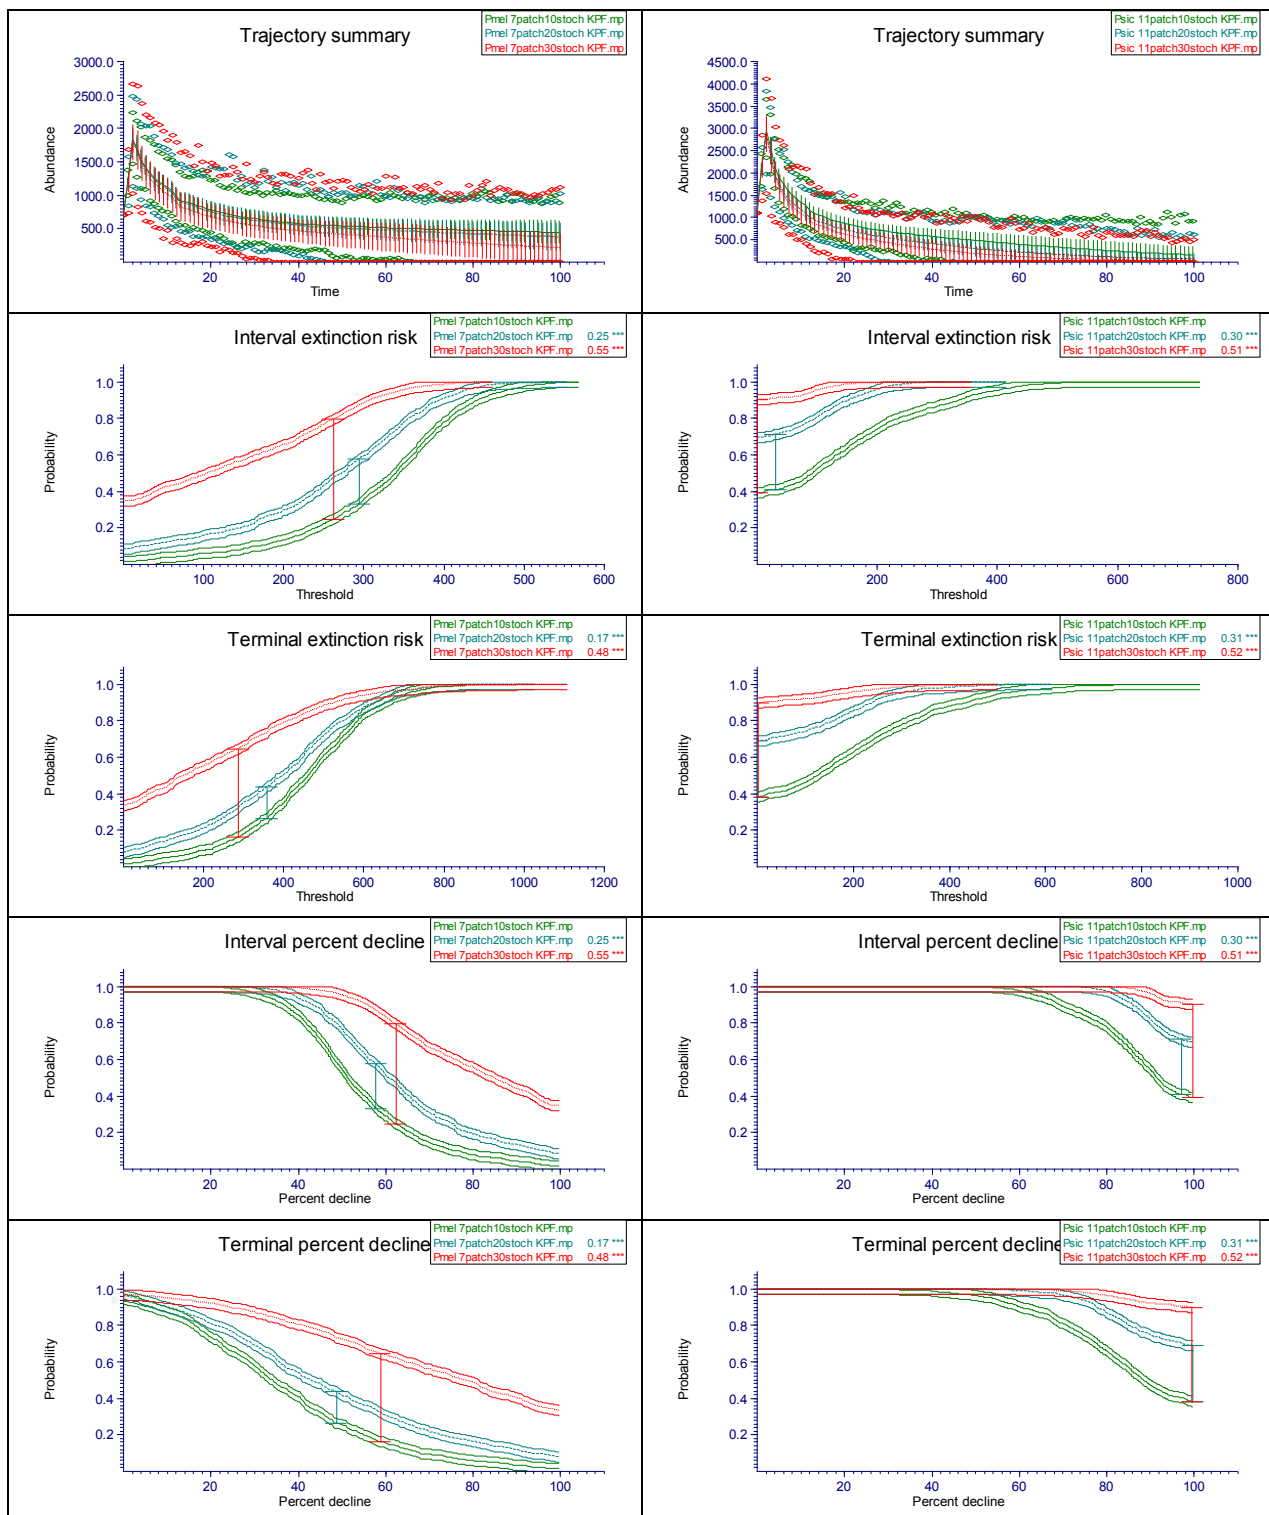 Trajectory summary
Pmel 7patch10stoch KPF.mp
Pmel 7patch20stoch KPF.mp
Pmel 7patch30stoch KPF.mp
3000.0
2500.0
2000.0
1500.0
1000.0
500.0
Abundance
20 40 60 80 100
Time
Trajectory summary
Psic 11patch10stoch KPF.mp
Psic 11patch20stoch KPF.mp
Psic 11patch30stoch KPF.mp
4500.0
4000.0
3500.0
3000.0
2500.0
2000.0
1500.0
1000.0
500.0
Abundance
20 40 60 80 100
Time
Interval extinction risk
Pmel 7patch10stoch KPF.mp
Pmel 7patch20stoch KPF.mp 0.25 ***
Pmel 7patch30stoch KPF.mp 0.55 ***
1.0
0.8
0.6
0.4
0.2
Probability
100 200 300 400 500 600
Threshold
Interval extinction risk
Psic 11patch10stoch KPF.mp
Psic 11patch20stoch KPF.mp 0.30 ***
Psic 11patch30stoch KPF.mp 0.51 ***
1.0
0.8
0.6
0.4
0.2
Probability
200 400 600 800
Threshold
Terminal extinction risk
Pmel 7patch10stoch KPF.mp
Pmel 7patch20stoch KPF.mp 0.17 ***
Pmel 7patch30stoch KPF.mp 0.48 ***
1.0
0.8
0.6
0.4
0.2
Probability
200 400 600 800 1000 1200
Threshold
Terminal extinction risk
Psic 11patch10stoch KPF.mp
Psic 11patch20stoch KPF.mp 0.31 ***
Psic 11patch30stoch KPF.mp 0.52 ***
1.0
0.8
0.6
0.4
0.2
Probability
200 400 600 800 1000
Threshold
Interval percent decline
Pmel 7patch10stoch KPF.mp
Pmel 7patch20stoch KPF.mp 0.25 ***
Pmel 7patch30stoch KPF.mp 0.55 ***
1.0
0.8
0.6
0.4
0.2
Probability
20 40 60 80 100
Percent decline
Interval percent decline
Psic 11patch10stoch KPF.mp
Psic 11patch20stoch KPF.mp 0.30 ***
Psic 11patch30stoch KPF.mp 0.51 ***
1.0
0.8
0.6
0.4
0.2
Probability
20 40 60 80 100
Percent decline
Terminal percent decline
Pmel 7patch10stoch KPF.mp
Pmel 7patch20stoch KPF.mp 0.17 ***
Pmel 7patch30stoch KPF.mp 0.48 ***
1.0
0.8
0.6
0.4
0.2
Probability
20 40 60 80 100
Percent decline
Terminal percent decline
Psic 11patch10stoch KPF.mp
Psic 11patch20stoch KPF.mp 0.31 ***
Psic 11patch30stoch KPF.mp 0.52 ***
1.0
0.8
0.6
0.4
0.2
Probability
20 40 60 80 100
Percent decline